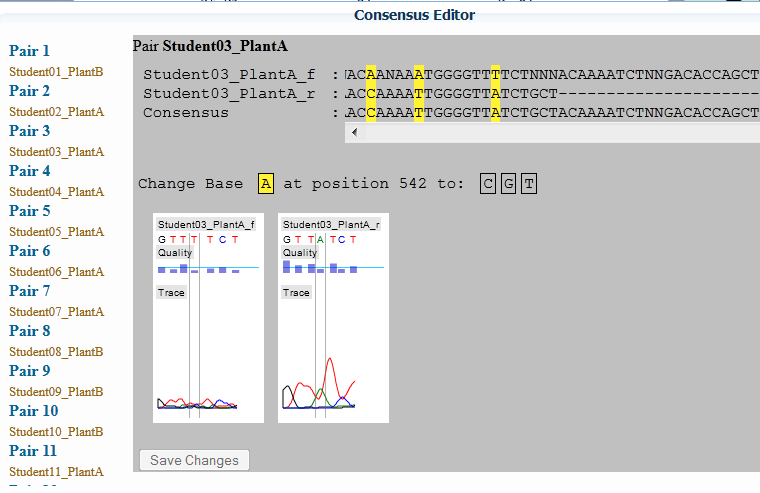 Consensus Editor
Pair 1
Student01_PlantB
Pair 2
Student02_PlantA
Pair 3
Student03_PlantA
Pair 4
Student04_PlantA
Pair 5
Student05_PlantA
Pair 6
Student06_PlantA
Pair 7
Student07_PlantA
Pair 8
Student08_PlantB
Pair 9
Student09_PlantB
Pair 10
Student10_PlantB
Pair 11
Student11_PlantA
Pair Student03_PlantA
Student03_PlantA_f : ACAANAAATGGGGTTTTCTNNNACAAAATCTNNGACACCAGCT
Student03_PlantA_r : ACCAAAATTGGGGTTATCTGCT---------------------
Consensus : ACCAAAATTGGGGTTATCTGCTACAAAATCTNNGACACCAGCT
Change Base A at position 542 to: C G T
Student03_PlantA_f
G T T T T C T
Quality
Trace
Student03_PlantA_r
G T T A T C T
Quality
Trace
Save Changes